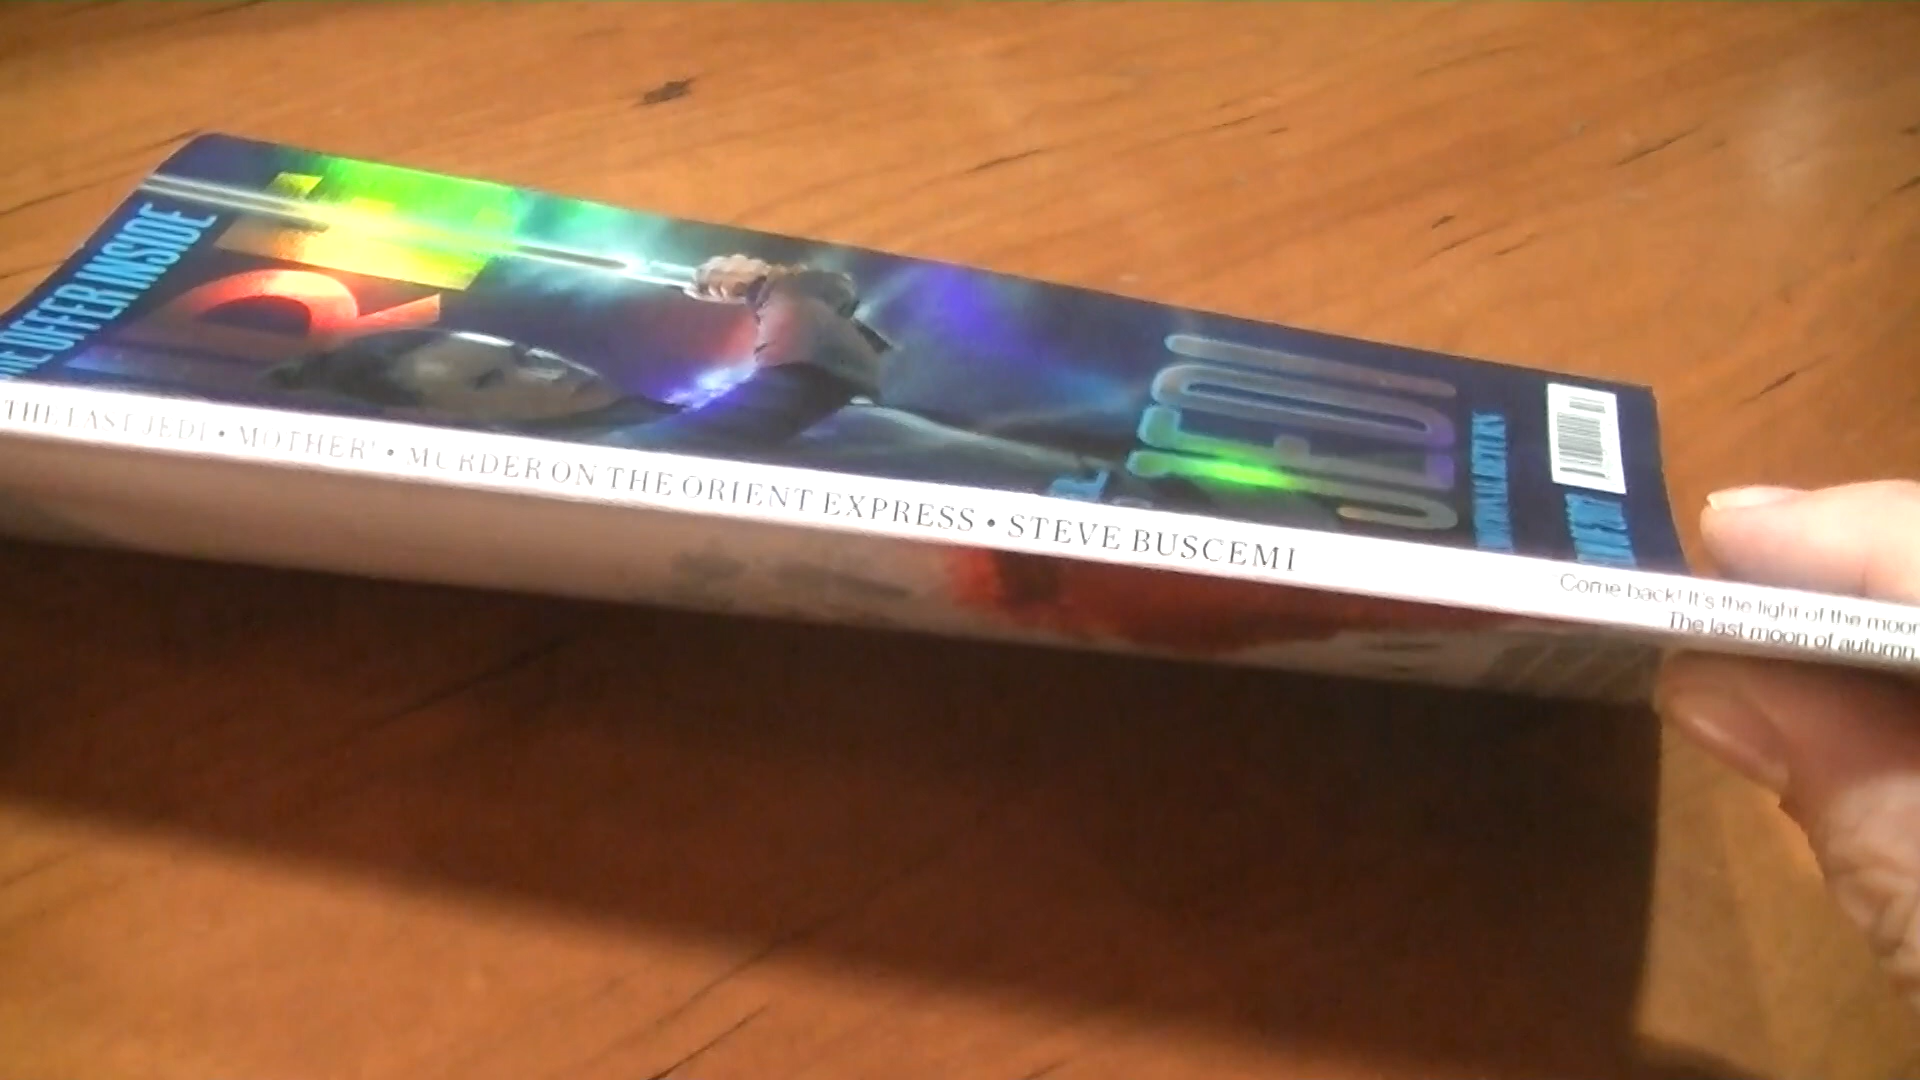 OFFER INSIDE
JEDI
THE LAST JEDI • MOTHER! • MURDER ON THE ORIENT EXPRESS • STEVE BUSCEMI
Come back! It's the light of the moon
The last moon of autumn